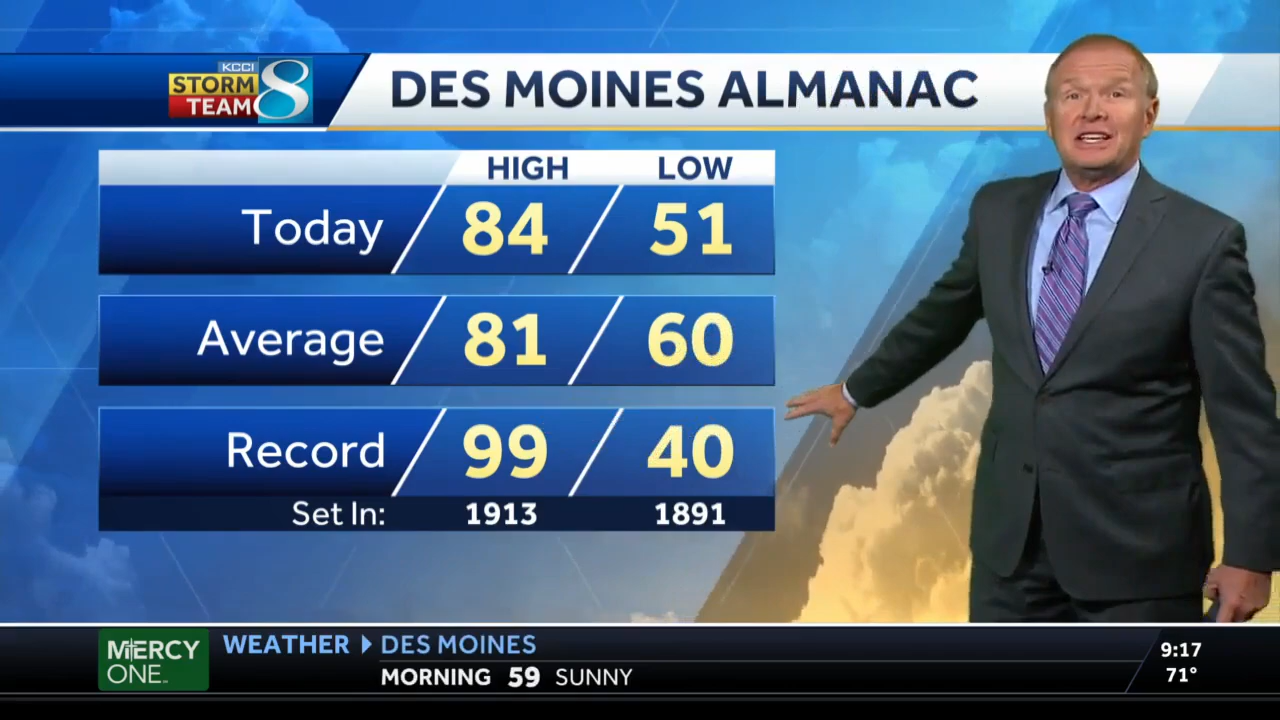 KCCI
STORM
TEAM 8
DES MOINES ALMANAC
HIGH LOW
Today 84 51
Average 81 60
Record 99 40
Set In: 1913 1891
MERCY
ONE
WEATHER DES MOINES
MORNING 59 SUNNY
9:17
71°